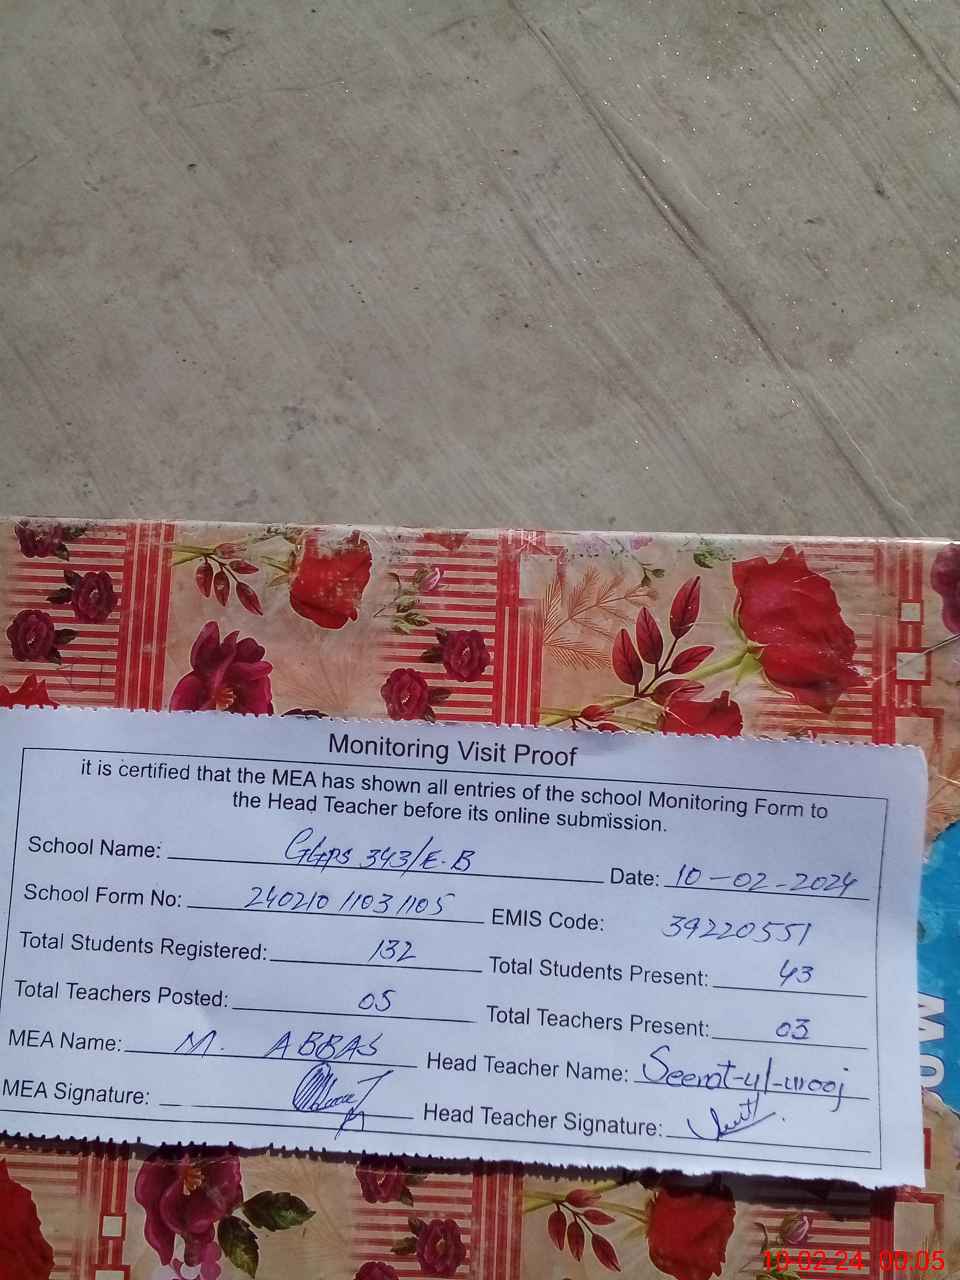 Monitoring Visit Proof
it is certified that the MEA has shown all entries of the school Monitoring Form to
the Head Teacher before its online submission.
School Name: GGPS 343/E.B Date: 10-02-2024
School Form No: 240210 1103 1105 EMIS Code: 39220551
Total Students Registered: 132 Total Students Present: 43
Total Teachers Posted: 05 Total Teachers Present: 03
MEA Name: M. ABBAS Head Teacher Name: Seerat-ul-
MEA Signature: Head Teacher Signature:
10-02-24 00:05